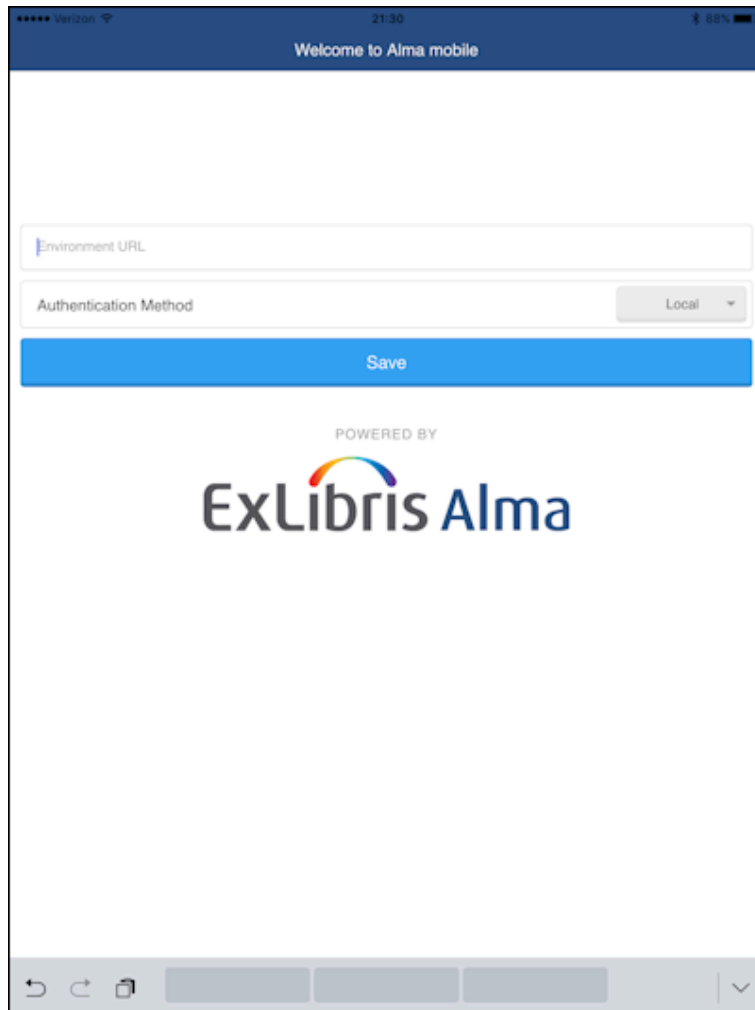 Verizon 21:30 88%
Welcome to Alma mobile
Environment URL
Authentication Method Local
Save
POWERED BY
ExLibris Alma